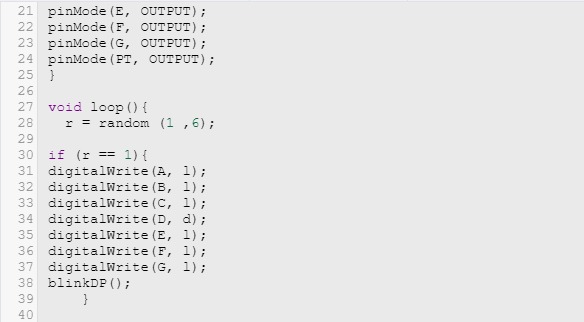 21 pinMode(E, OUTPUT);
22 pinMode(F, OUTPUT);
23 pinMode(G, OUTPUT);
24 pinMode(PT, OUTPUT);
25 }
26
27 void loop(){
28   r = random (1 ,6);
29
30 if (r == 1){
31 digitalWrite(A, l);
32 digitalWrite(B, l);
33 digitalWrite(C, l);
34 digitalWrite(D, d);
35 digitalWrite(E, l);
36 digitalWrite(F, l);
37 digitalWrite(G, l);
38 blinkDP();
39     }
40